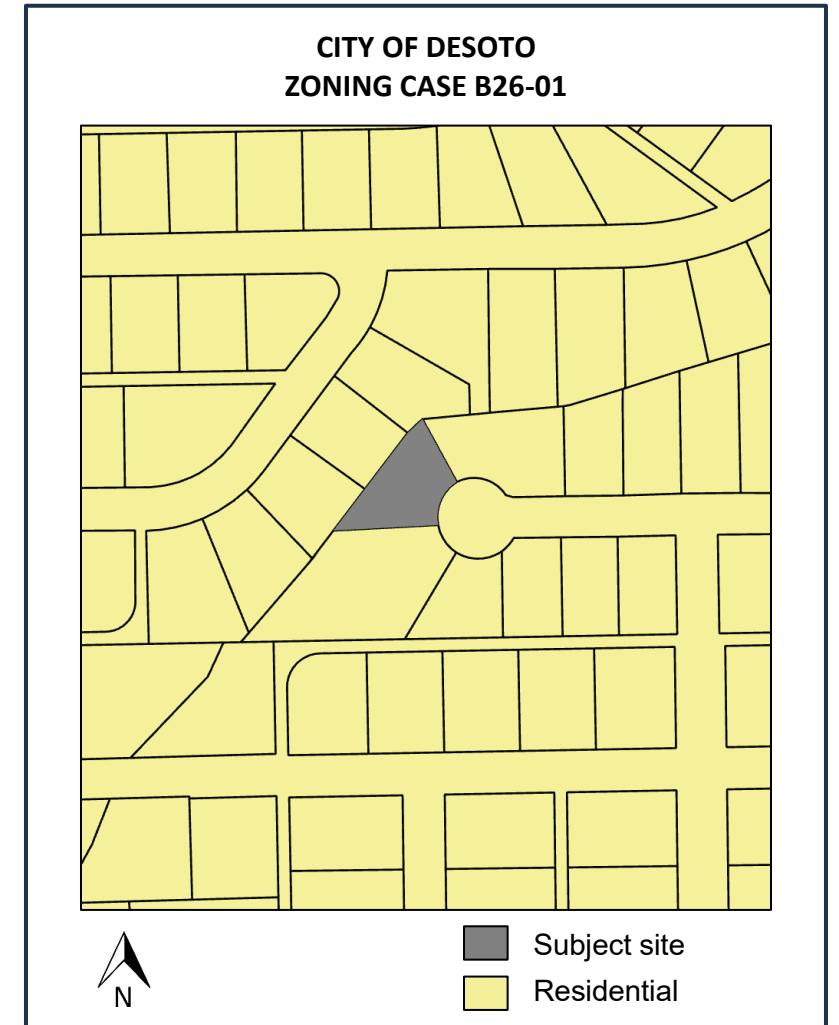 CITY OF DESOTO
ZONING CASE B26-01
N
Subject site
Residential